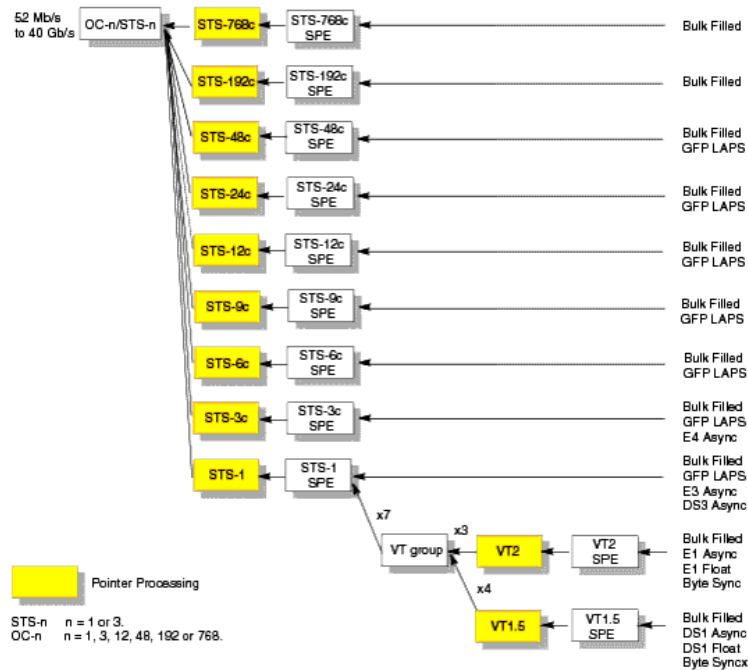 52 Mb/s
to 40 Gb/s
OC-n/STS-n
STS-768c
STS-768c
SPE
Bulk Filled
STS-192c
STS-192c
SPE
Bulk Filled
STS-48c
STS-48c
SPE
Bulk Filled
GFP LAPS
STS-24c
STS-24c
SPE
Bulk Filled
GFP LAPS
STS-12c
STS-12c
SPE
Bulk Filled
GFP LAPS
STS-9c
STS-9c
SPE
Bulk Filled
GFP LAPS
STS-6c
STS-6c
SPE
Bulk Filled
GFP LAPS
STS-3c
STS-3c
SPE
Bulk Filled
GFP LAPS
E4 Async
STS-1
STS-1
SPE
Bulk Filled
GFP LAPS
E3 Async
DS3 Async
x7
VT group
x3
VT2
VT2
SPE
Bulk Filled
E1 Async
E1 Float
Byte Sync
x4
VT1.5
VT1.5
SPE
Bulk Filled
DS1 Async
DS1 Float
Byte Syncx
Pointer Processing
STS-n n = 1 or 3.
OC-n n = 1, 3, 12, 48, 192 or 768.